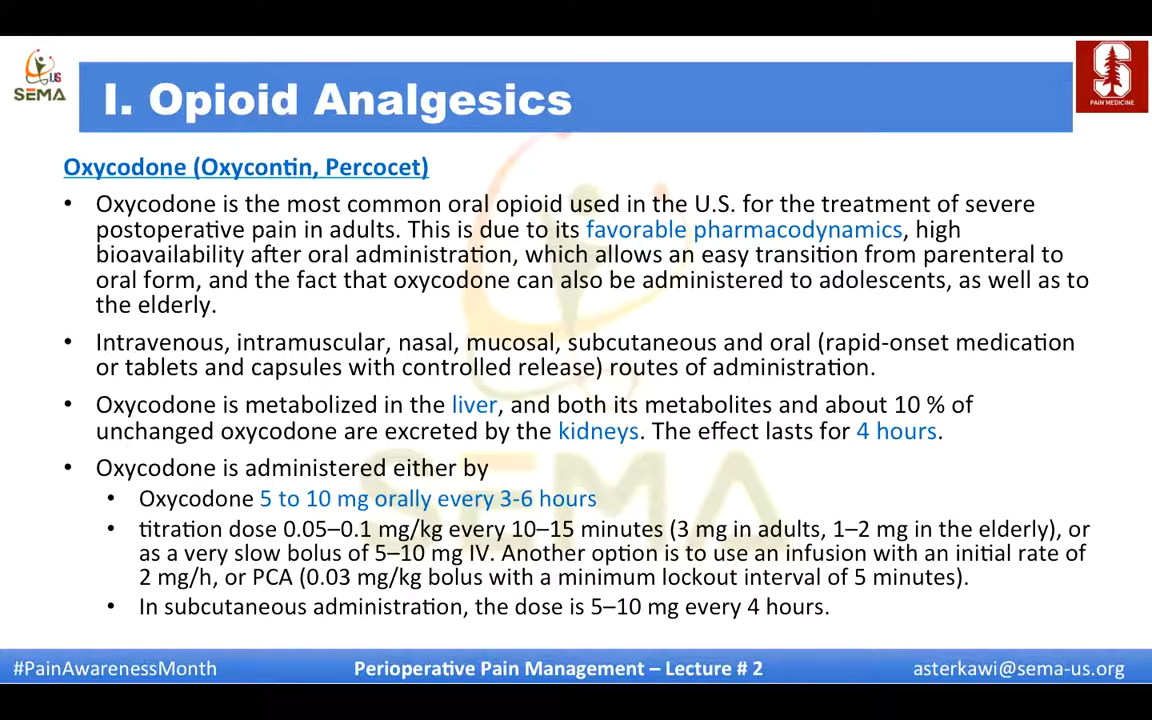 US
SEMA
I. Opioid Analgesics
S
PAIN MEDICINE
Oxycodone (Oxycontin, Percocet)
• Oxycodone is the most common oral opioid used in the U.S. for the treatment of severe
postoperative pain in adults. This is due to its favorable pharmacodynamics, high
bioavailability after oral administration, which allows an easy transition from parenteral to
oral form, and the fact that oxycodone can also be administered to adolescents, as well as to
the elderly.
• Intravenous, intramuscular, nasal, mucosal, subcutaneous and oral (rapid-onset medication
or tablets and capsules with controlled release) routes of administration.
• Oxycodone is metabolized in the liver, and both its metabolites and about 10 % of
unchanged oxycodone are excreted by the kidneys. The effect lasts for 4 hours.
• Oxycodone is administered either by
• Oxycodone 5 to 10 mg orally every 3-6 hours
• titration dose 0.05–0.1 mg/kg every 10–15 minutes (3 mg in adults, 1–2 mg in the elderly), or
as a very slow bolus of 5–10 mg IV. Another option is to use an infusion with an initial rate of
2 mg/h, or PCA (0.03 mg/kg bolus with a minimum lockout interval of 5 minutes).
• In subcutaneous administration, the dose is 5–10 mg every 4 hours.
SEMA
#PainAwarenessMonth
Perioperative Pain Management – Lecture # 2
asterkawi@sema-us.org